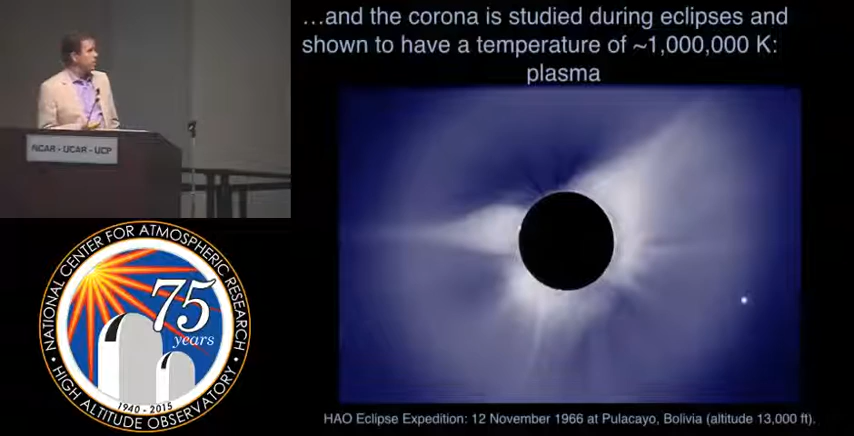 …and the corona is studied during eclipses and
shown to have a temperature of ~1,000,000 K:
plasma
NCAR - UCAR - UCP
NATIONAL CENTER FOR ATMOSPHERIC RESEARCH
75
years
1940 - 2015
HIGH ALTITUDE OBSERVATORY
HAO Eclipse Expedition: 12 November 1966 at Pulacayo, Bolivia (altitude 13,000 ft).